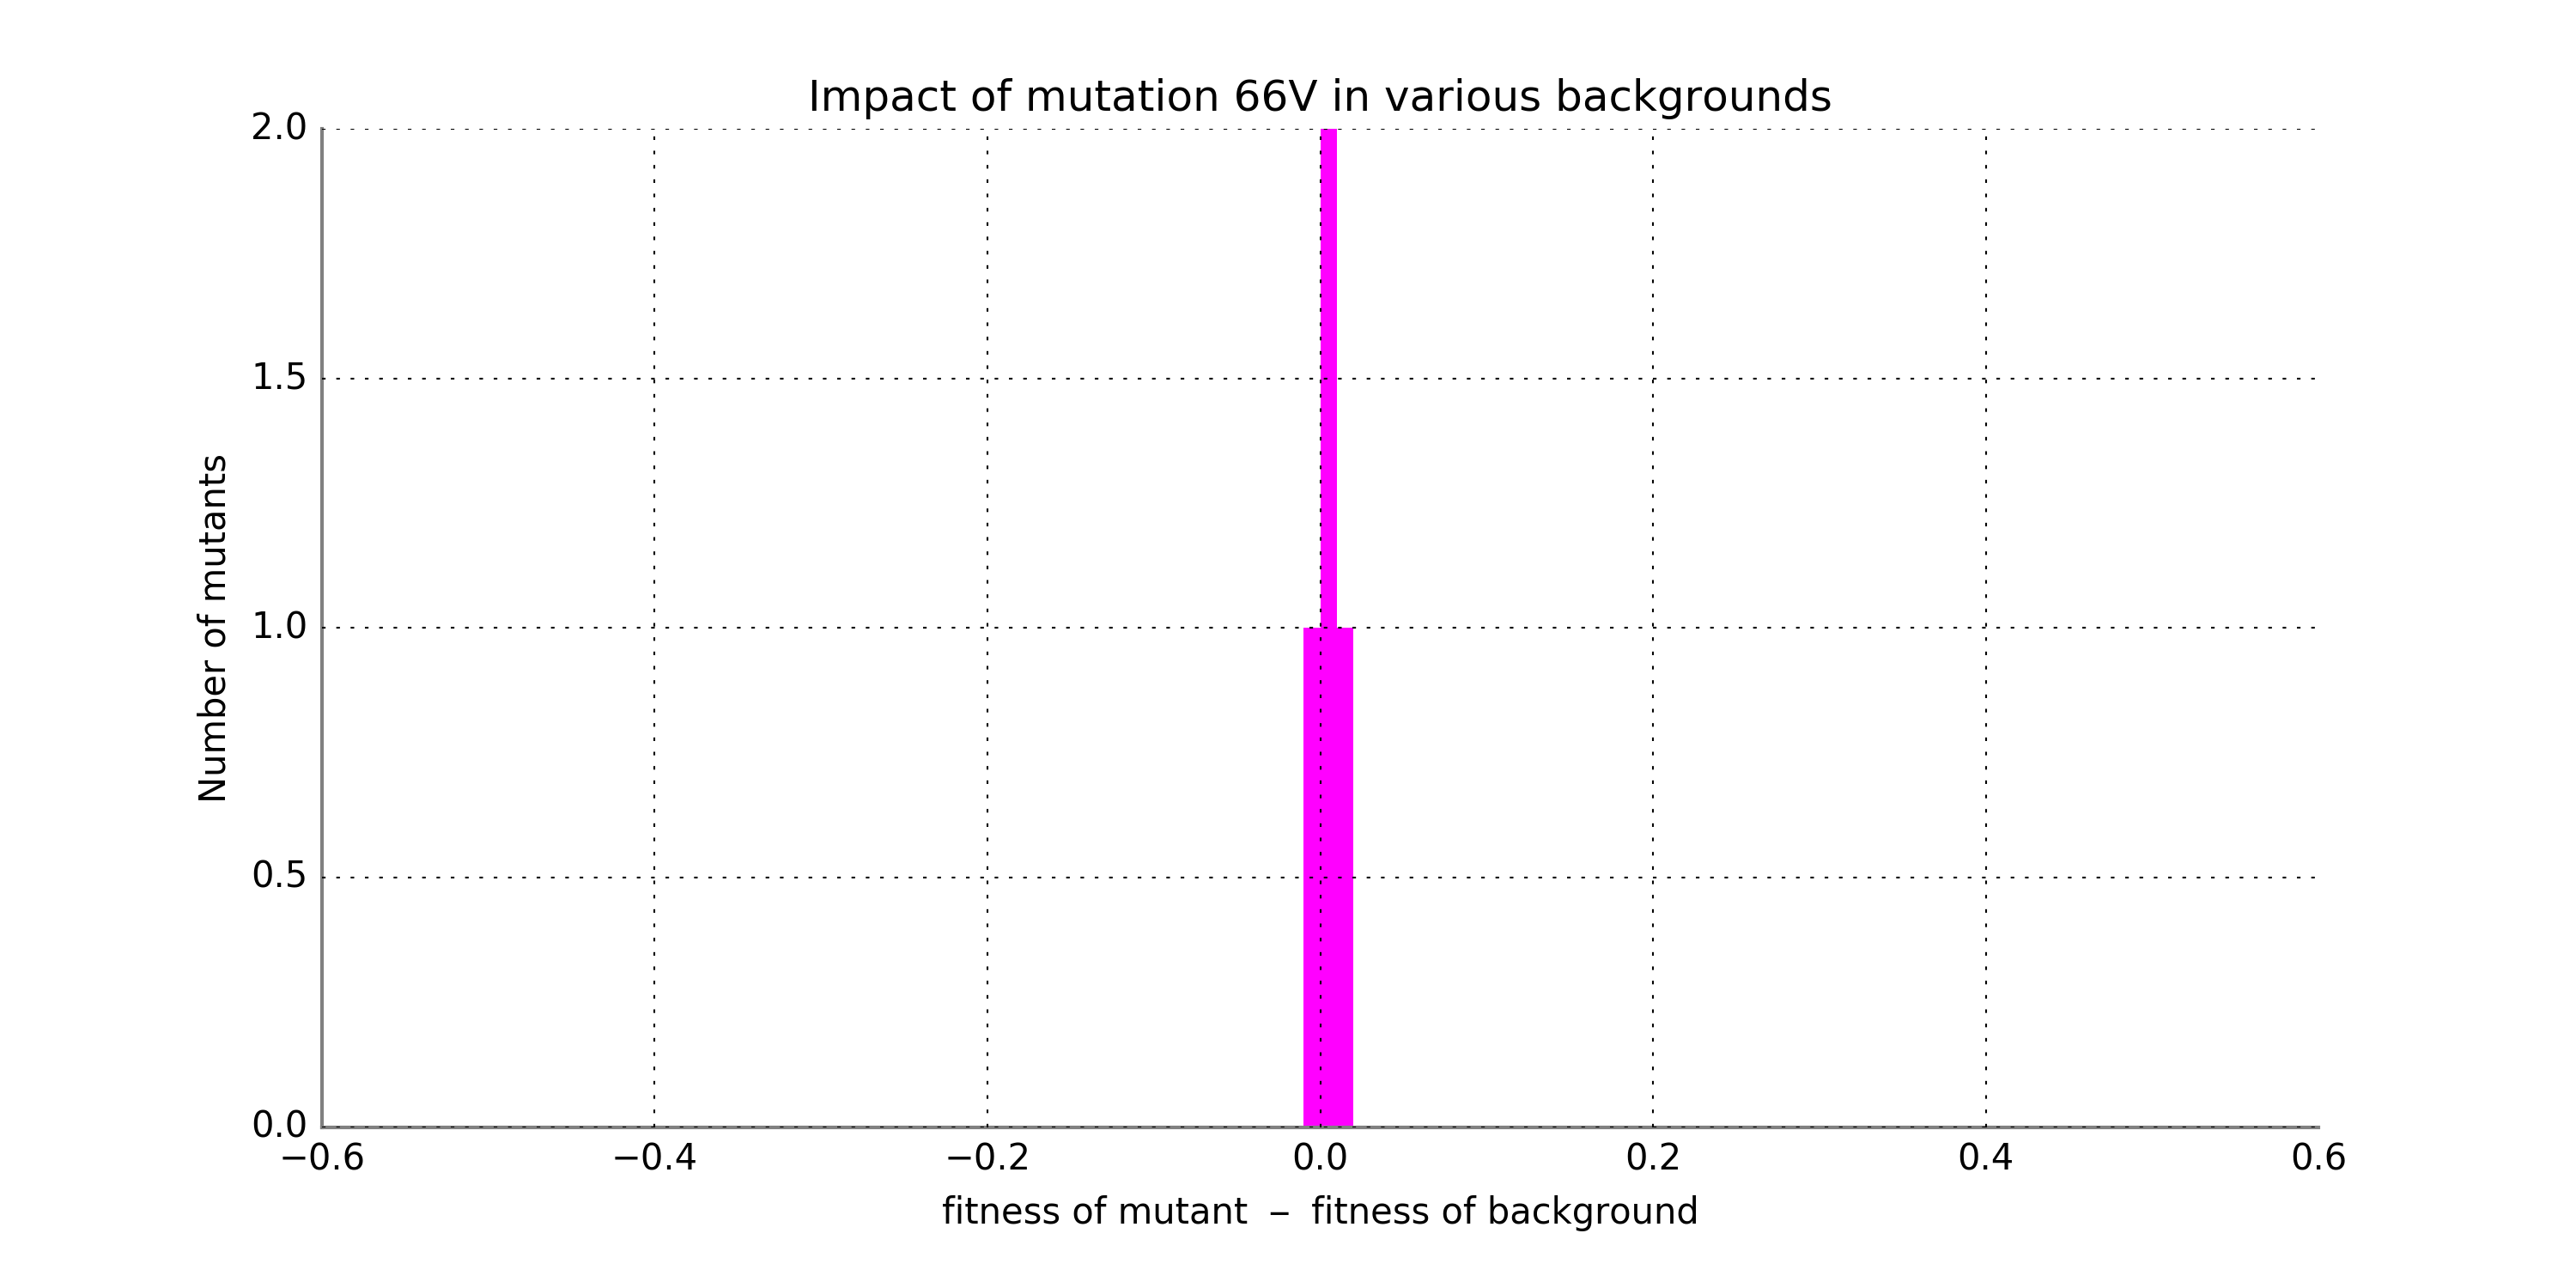 Impact of mutation 66V in various backgrounds
2.0
1.5
1.0
0.5
0.0
Number of mutants
−0.6 −0.4 −0.2 0.0 0.2 0.4 0.6
fitness of mutant − fitness of background